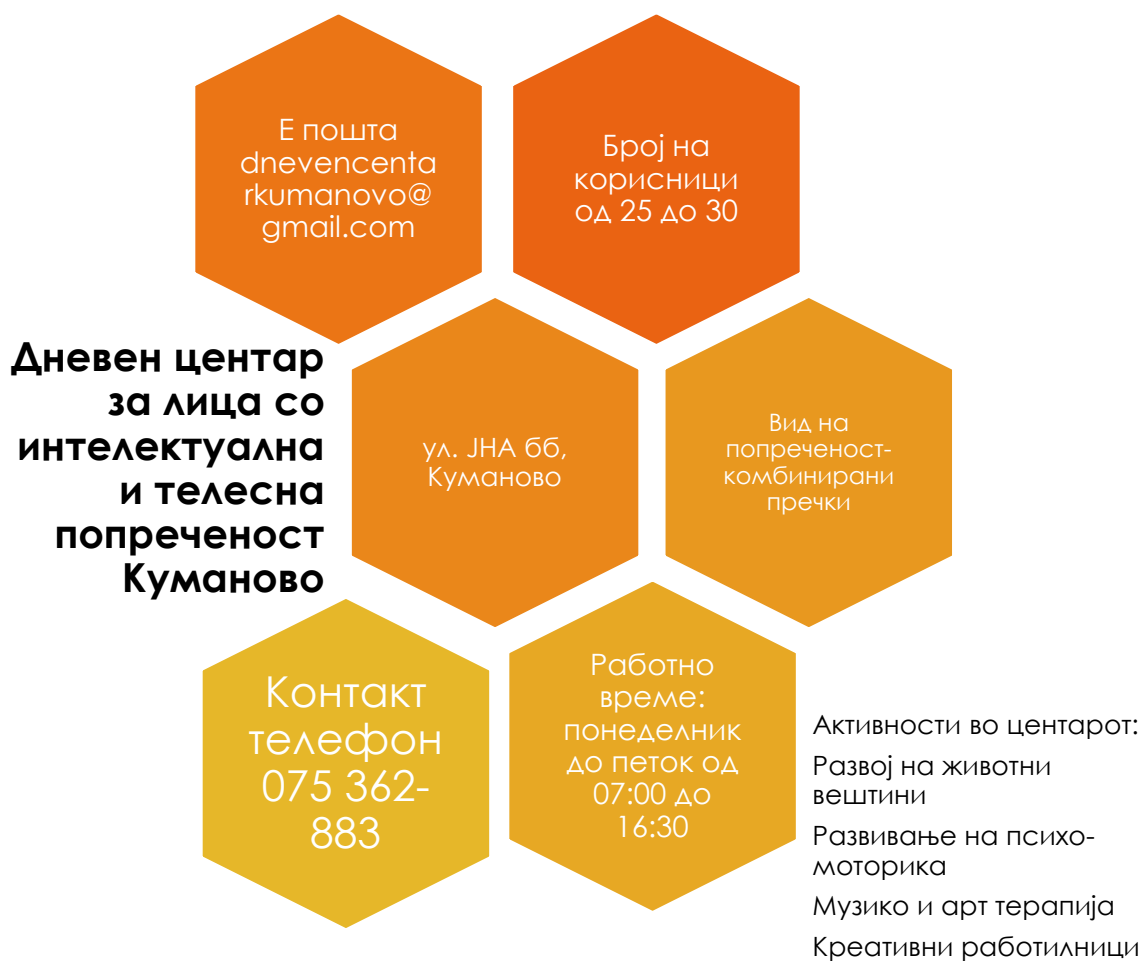 Е пошта
dnevencenta
rkumanovo@
gmail.com
Број на
корисници
од 25 до 30
Дневен центар
за лица со
интелектуална
и телесна
попреченост
Куманово
ул. ЈНА бб,
Куманово
Вид на
попреченост-
комбинирани
пречки
Контакт
телефон
075 362-
883
Работно
време:
понеделник
до петок од
07:00 до
16:30
Активности во центарот:
Развој на животни
вештини
Развивање на психо-
моторика
Музико и арт терапија
Креативни работилници